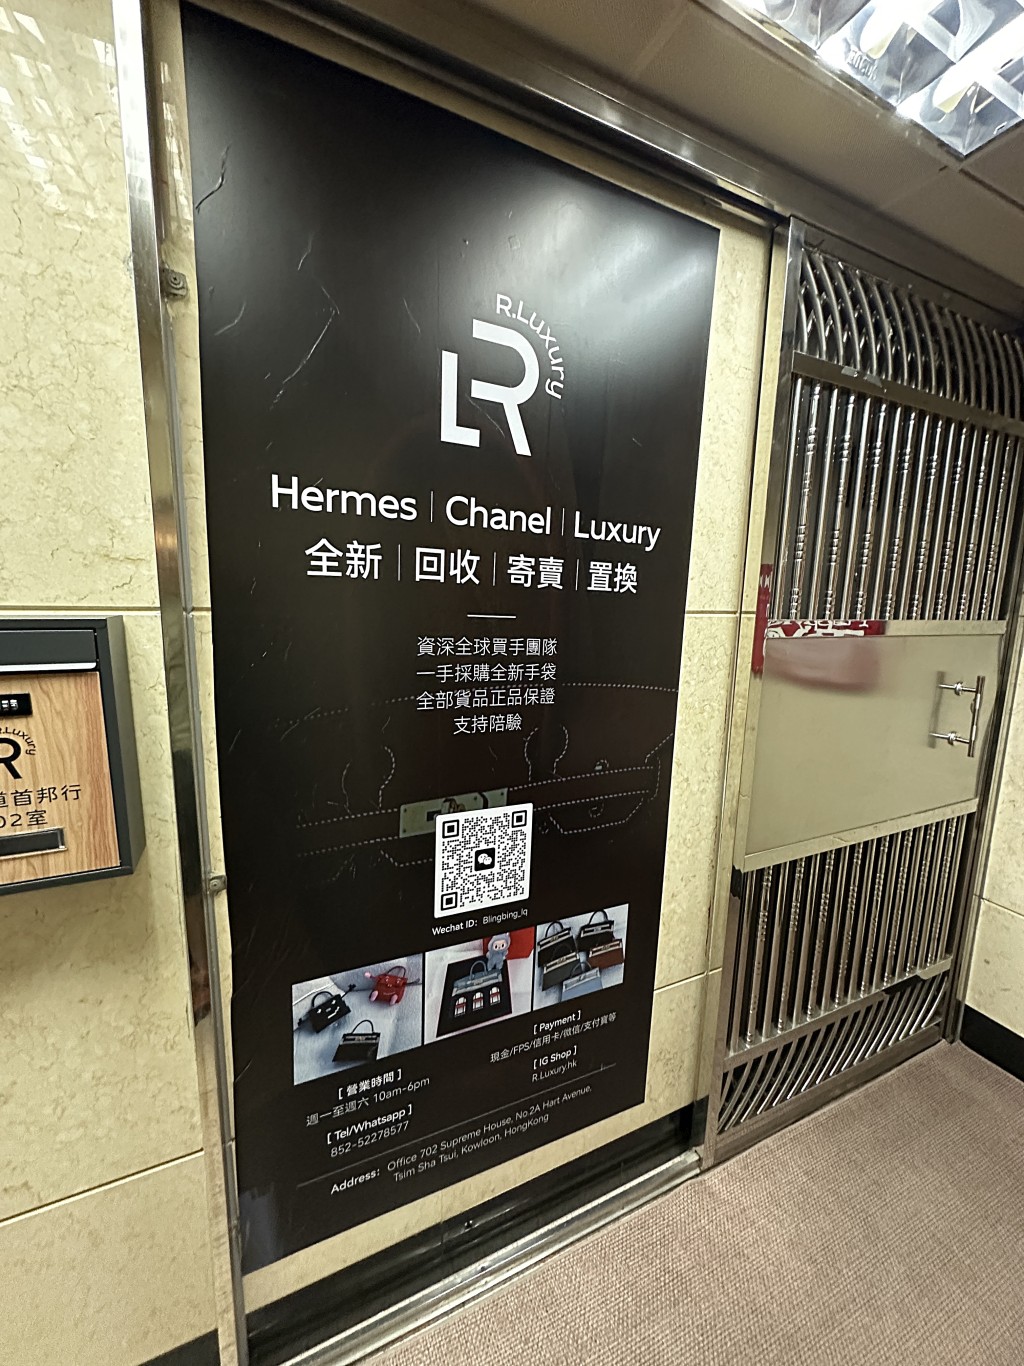 R.Luxury
LR
Hermes | Chanel | Luxury
全新 | 回收 | 寄賣 | 置換
資深全球買手團隊
一手採購全新手袋
全部貨品正品保證
支持陪驗
Wechat ID: Blingbing_lq
[ 營業時間 ]
週一至週六 10am-6pm
[ Tel/Whatsapp ]
852-52278577
[ Payment ]
現金/FPS/信用卡/微信/支付寶等
[ IG Shop ]
R.Luxury.hk
Address: Office 702 Supreme House, No.2A Hart Avenue,
Tsim Sha Tsui, Kowloon, HongKong
R.Luxury
R
道首邦行
02室